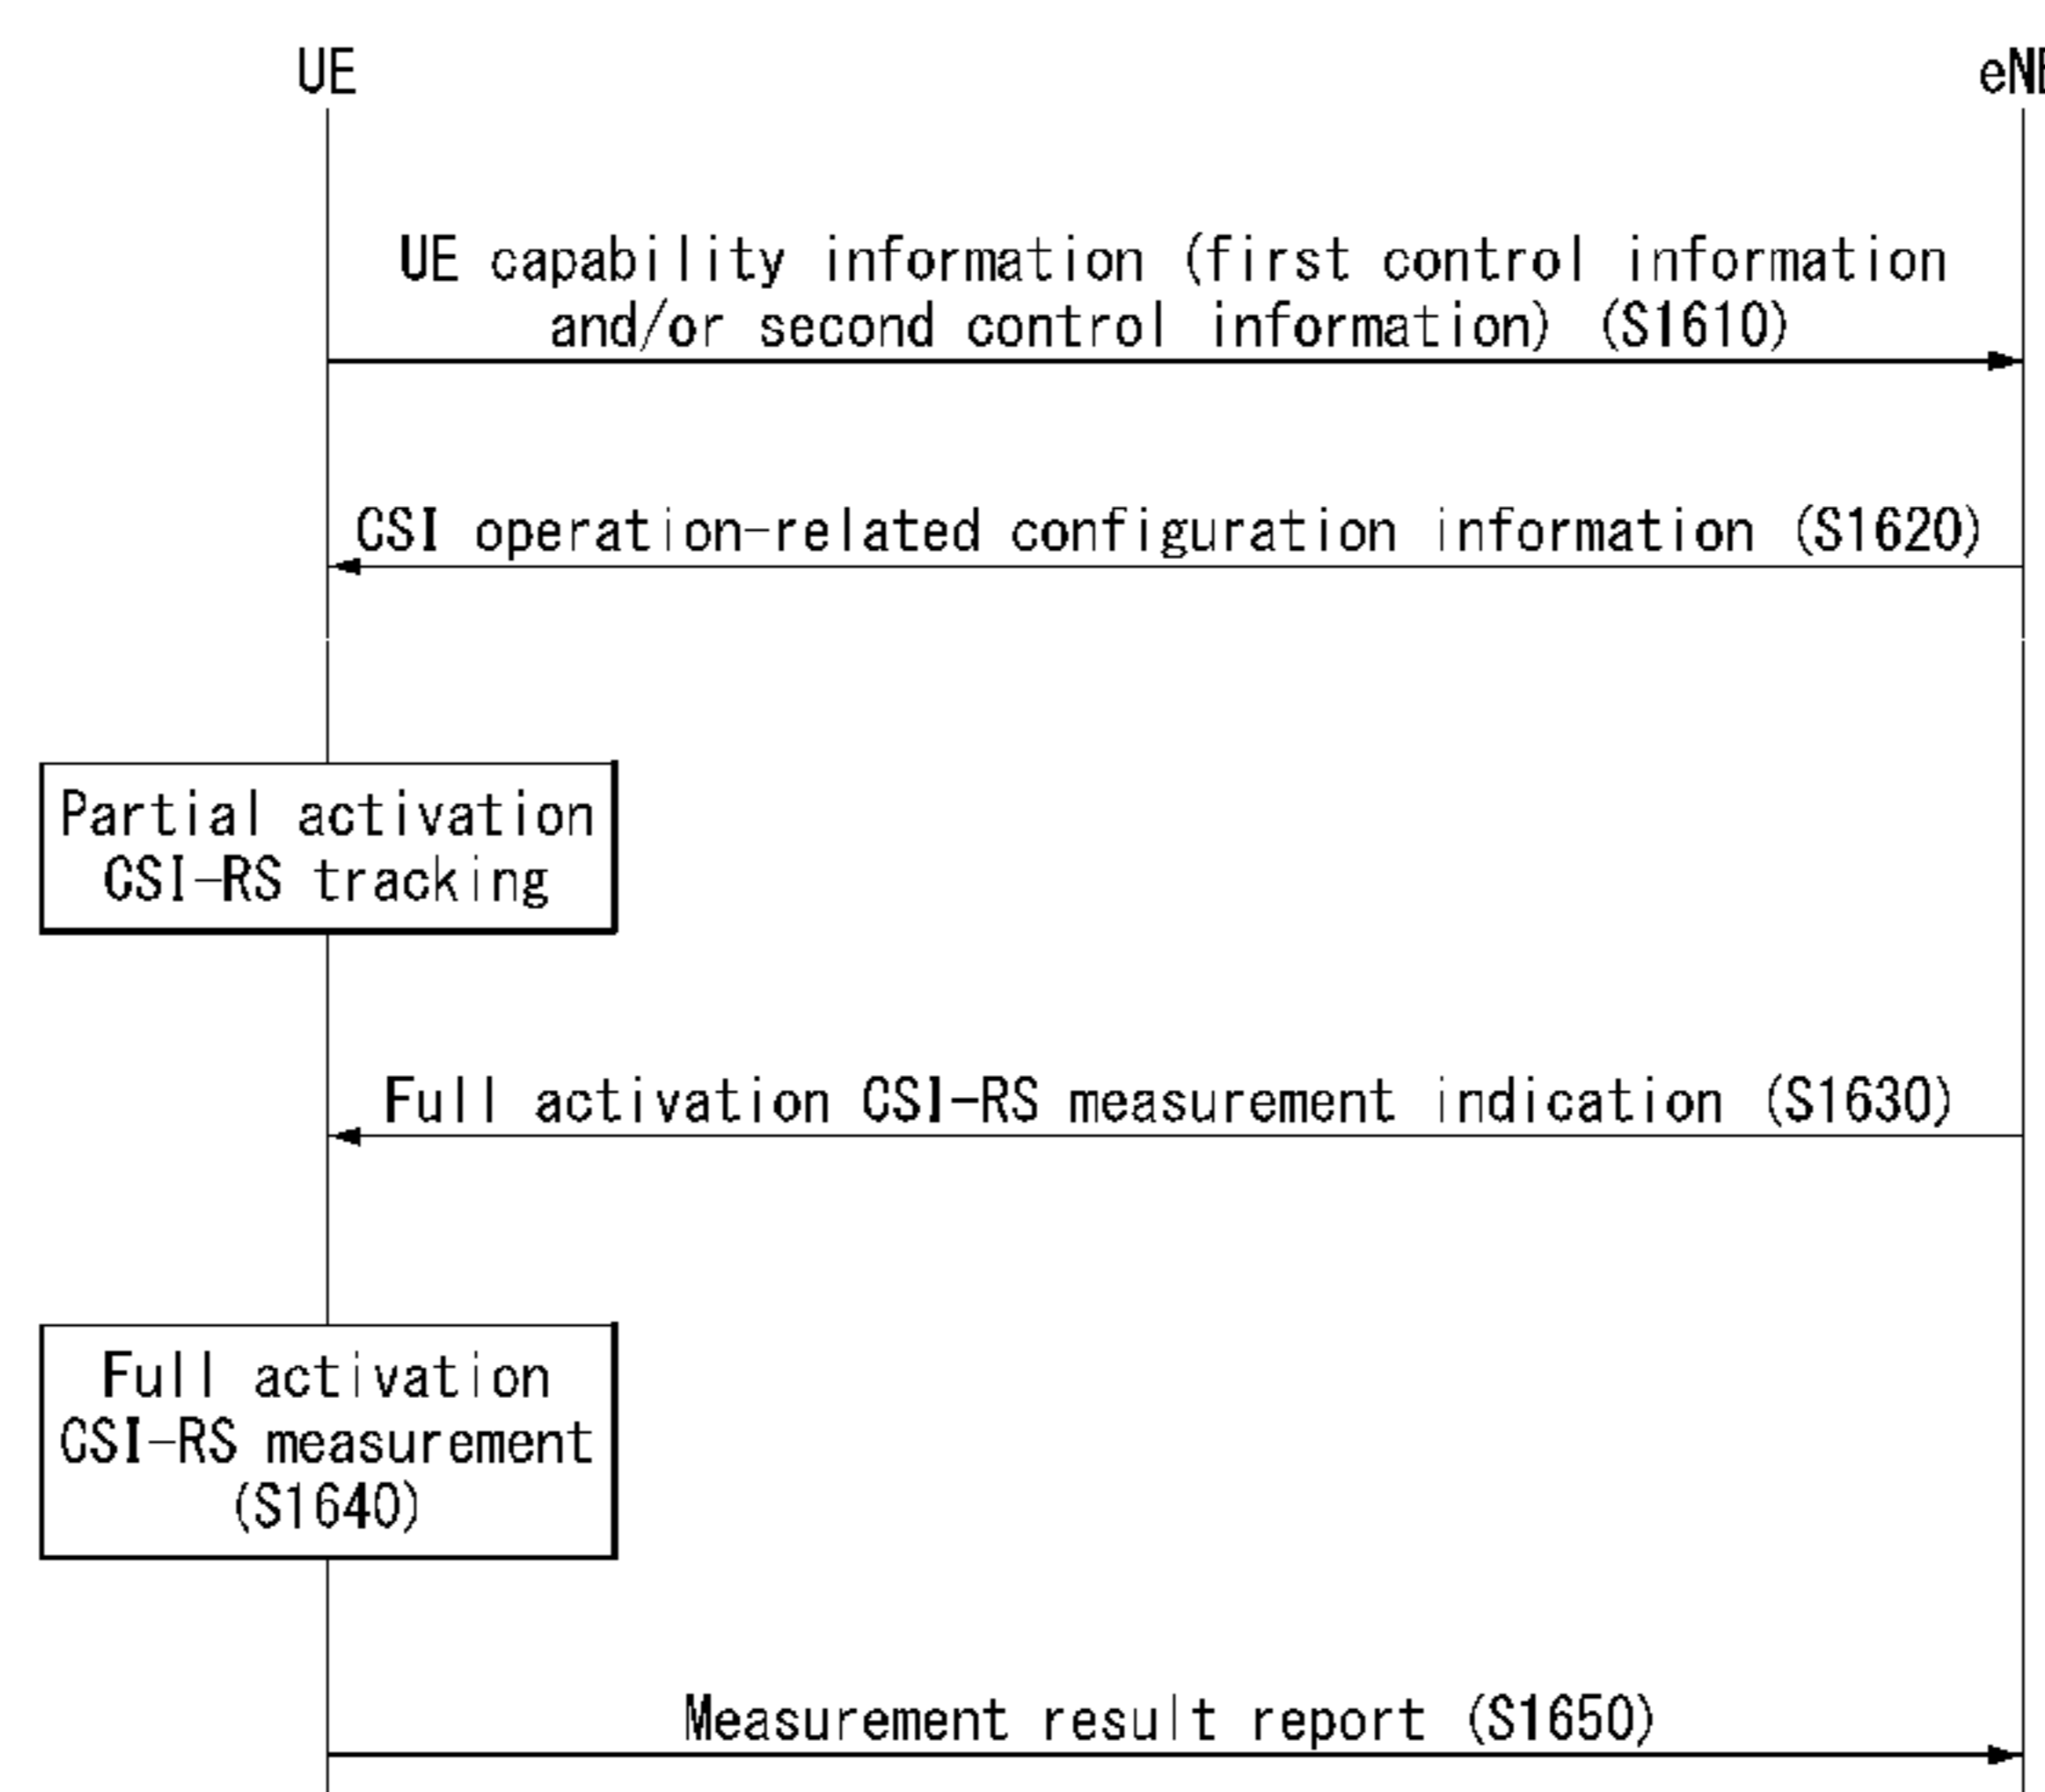 UE
eNB
UE capability information (first control information
and/or second control information) (S1610)
CSI operation-related configuration information (S1620)
Partial activation
CSI-RS tracking
Full activation CSI-RS measurement indication (S1630)
Full activation
CSI-RS measurement
(S1640)
Measurement result report (S1650)